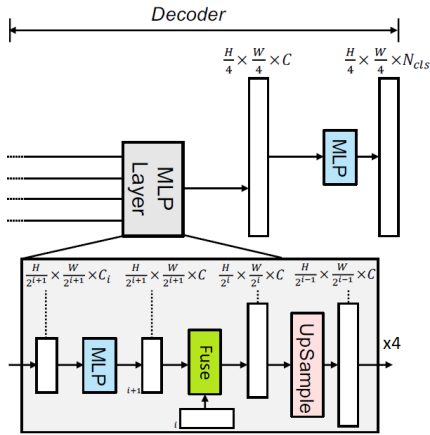 Decoder
H/4 × W/4 × C
H/4 × W/4 × N_cls
MLP Layer
MLP
H/2^{i+1} × W/2^{i+1} × C_i
H/2^{i+1} × W/2^{i+1} × C
H/2^i × W/2^i × C
H/2^{i-1} × W/2^{i-1} × C
MLP
i+1
Fuse
i
UpSample
x4